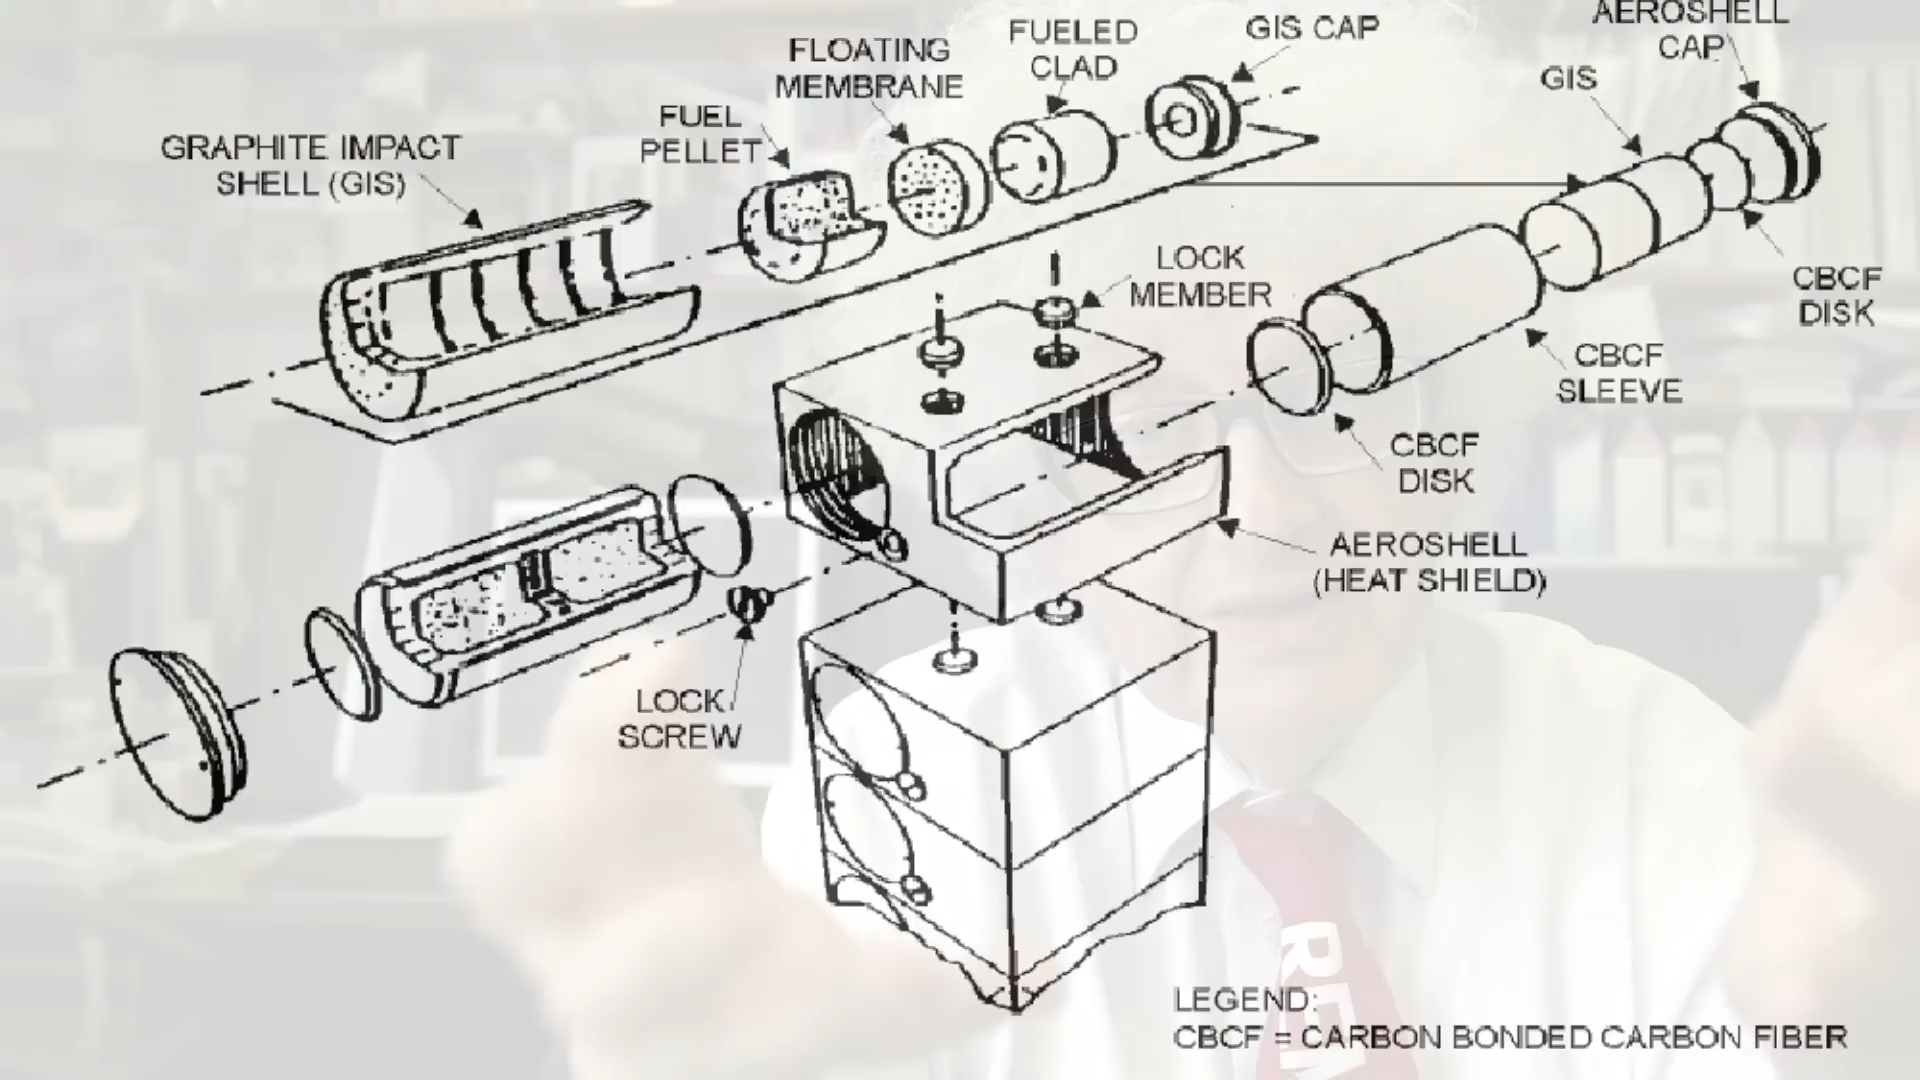 AEROSHELL
CAP
GIS CAP
FUELED
CLAD
FLOATING
MEMBRANE
GIS
FUEL
PELLET
GRAPHITE IMPACT
SHELL (GIS)
LOCK
MEMBER
CBCF
DISK
CBCF
SLEEVE
CBCF
DISK
AEROSHELL
(HEAT SHIELD)
LOCK
SCREW
LEGEND:
CBCF = CARBON BONDED CARBON FIBER